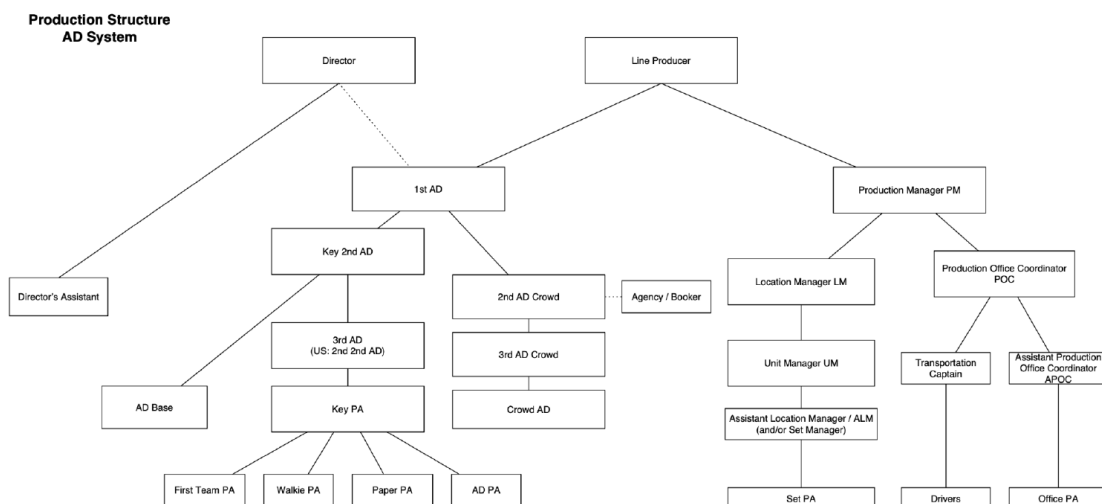 Production Structure
AD System
Director
Line Producer
1st AD
Production Manager PM
Key 2nd AD
Director's Assistant
2nd AD Crowd
Agency / Booker
Location Manager LM
Production Office Coordinator
POC
3rd AD
(US: 2nd 2nd AD)
3rd AD Crowd
Unit Manager UM
Transportation
Captain
Assistant Production
Office Coordinator
APOC
AD Base
Key PA
Crowd AD
Assistant Location Manager / ALM
(and/or Set Manager)
First Team PA
Walkie PA
Paper PA
AD PA
Set PA
Drivers
Office PA